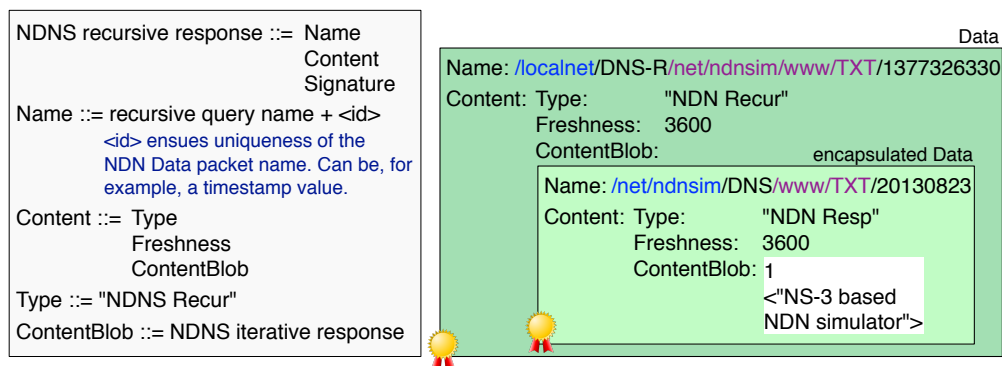 NDNS recursive response ::= Name
Content
Signature
Name ::= recursive query name + <id>
<id> ensues uniqueness of the
NDN Data packet name. Can be, for
example, a timestamp value.
Content ::= Type
Freshness
ContentBlob
Type ::= "NDNS Recur"
ContentBlob ::= NDNS iterative response
Data
Name: /localnet/DNS-R/net/ndnsim/www/TXT/1377326330
Content: Type: "NDN Recur"
Freshness: 3600
ContentBlob:
encapsulated Data
Name: /net/ndnsim/DNS/www/TXT/20130823
Content: Type: "NDN Resp"
Freshness: 3600
ContentBlob: 1
<"NS-3 based
NDN simulator">